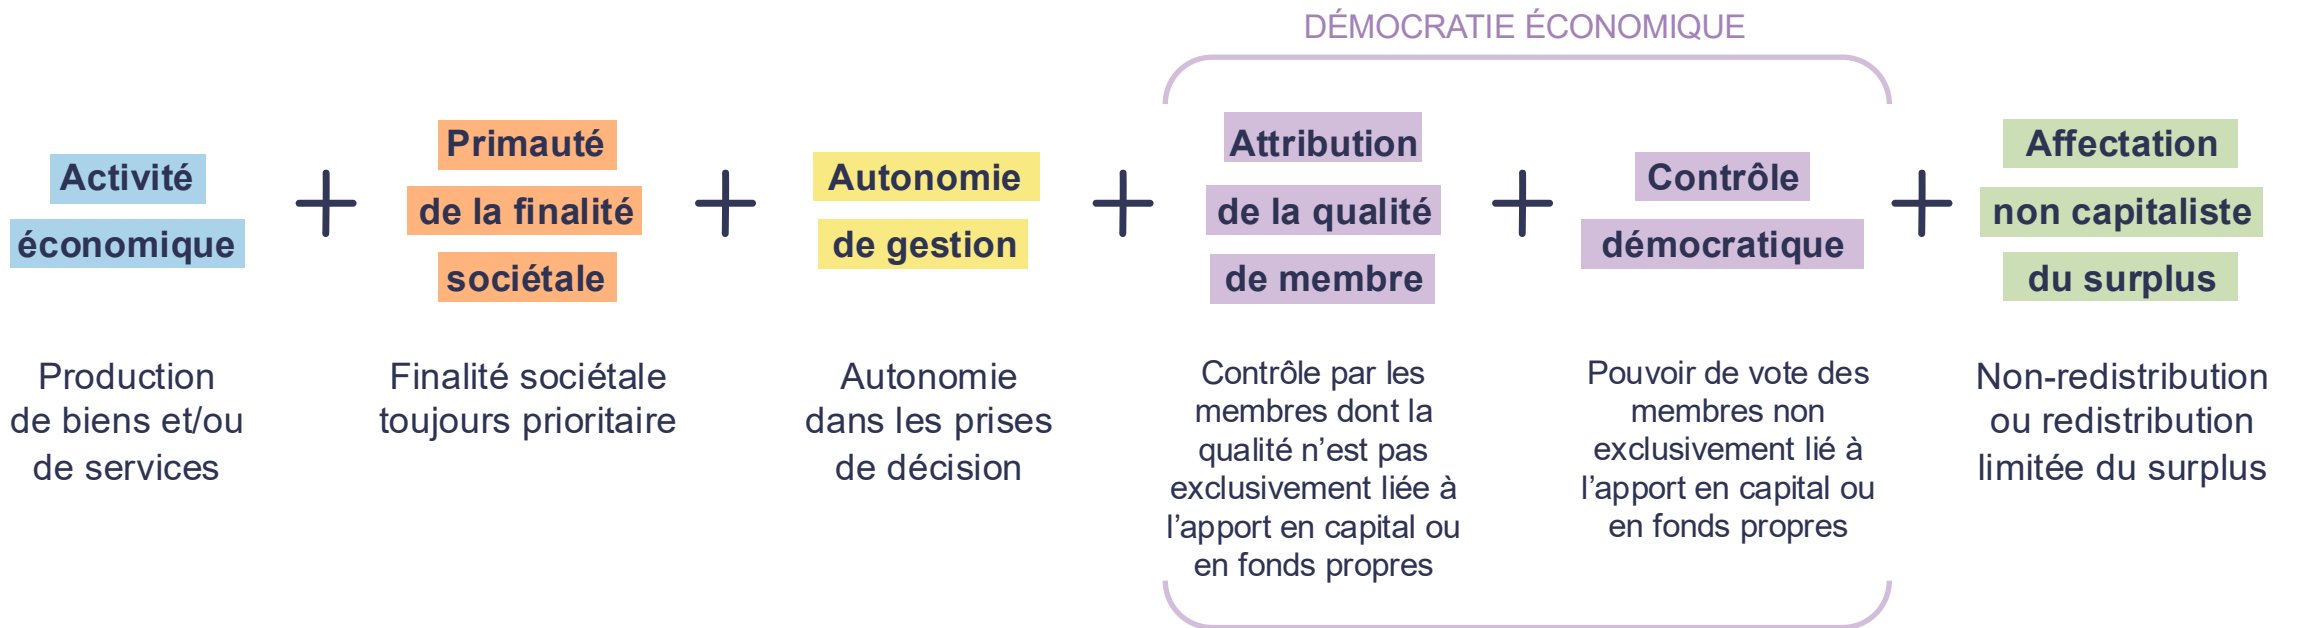 DÉMOCRATIE ÉCONOMIQUE
Activité
économique
Production
de biens et/ou
de services
+
Primauté
de la finalité
sociétale
Finalité sociétale
toujours prioritaire
+
Autonomie
de gestion
Autonomie
dans les prises
de décision
+
Attribution
de la qualité
de membre
Contrôle par les
membres dont la
qualité n’est pas
exclusivement liée à
l’apport en capital ou
en fonds propres
+
Contrôle
démocratique
Pouvoir de vote des
membres non
exclusivement lié à
l’apport en capital ou
en fonds propres
+
Affectation
non capitaliste
du surplus
Non-redistribution
ou redistribution
limitée du surplus